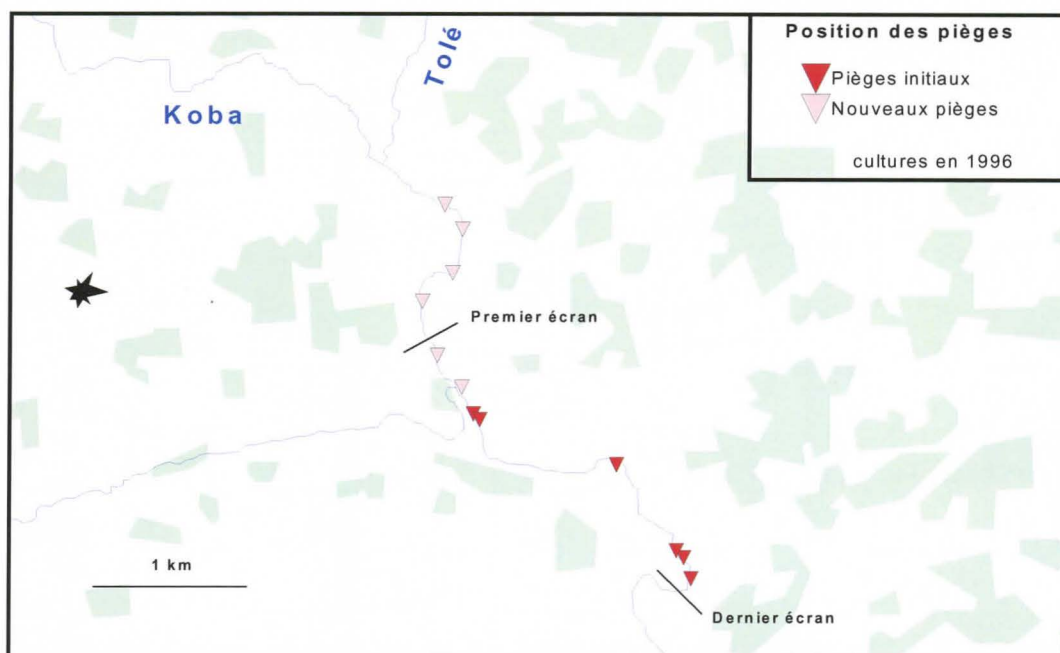 Position des pièges
Pièges initiaux
Nouveaux pièges
cultures en 1996
Tolé
Koba
Premier écran
1 km
Dernier écran